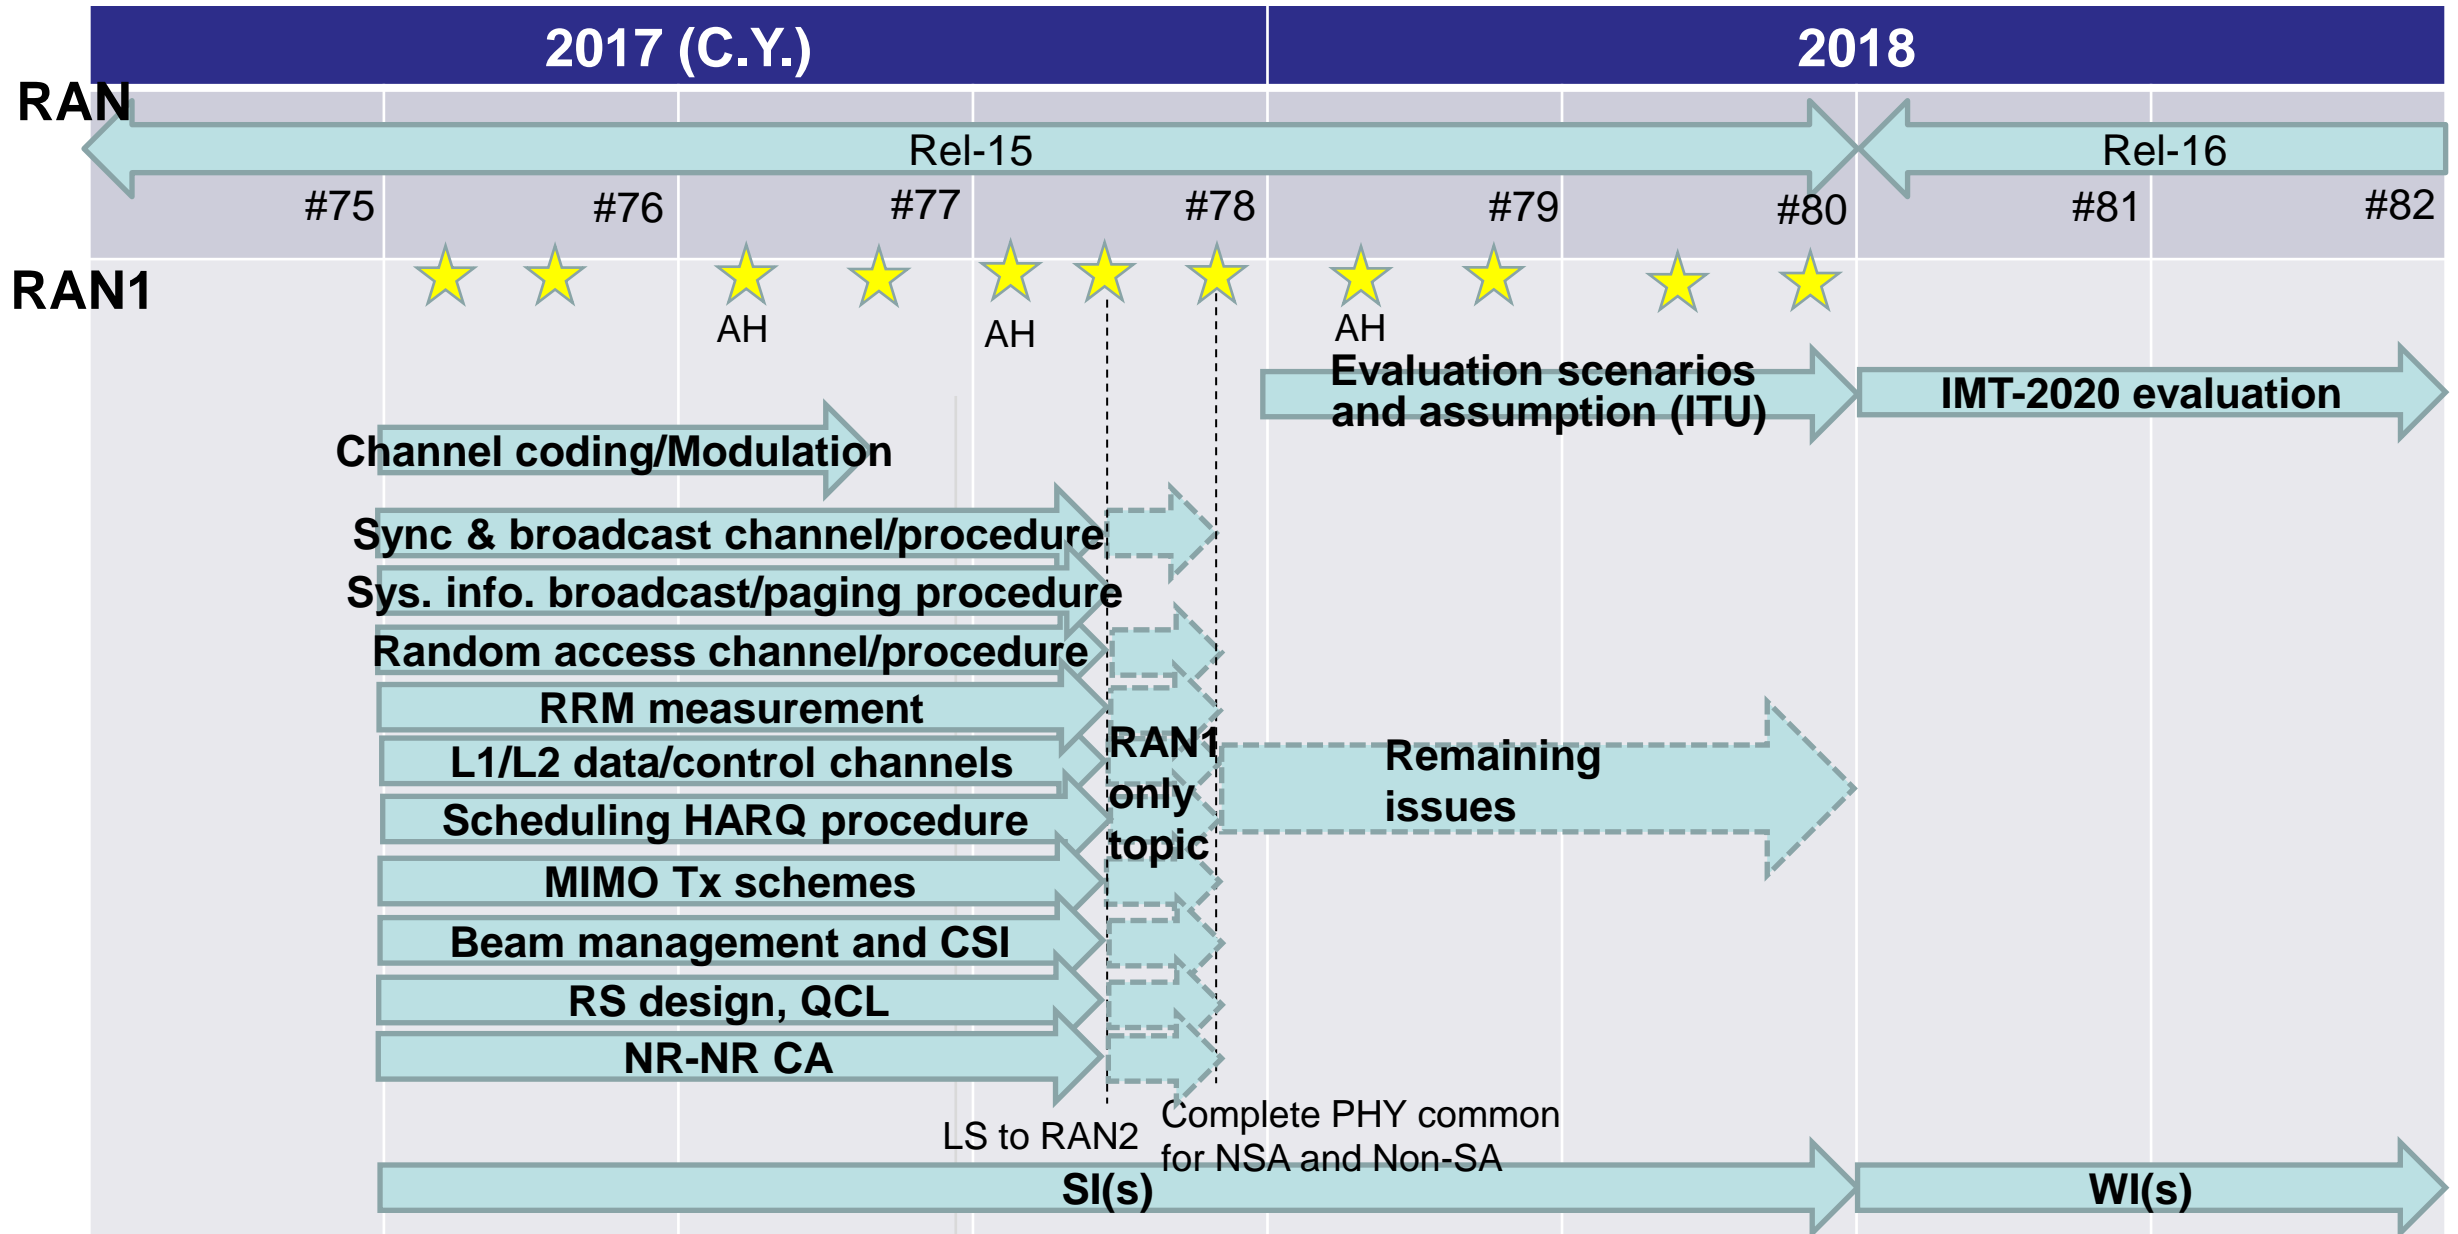 2017 (C.Y.)
2018
RAN
Rel-15
Rel-16
#75
#76
#77
#78
#79
#80
#81
#82
RAN1
AH
AH
AH
Evaluation scenarios
and assumption (ITU)
IMT-2020 evaluation
Channel coding/Modulation
Sync & broadcast channel/procedure
Sys. info. broadcast/paging procedure
Random access channel/procedure
RRM measurement
L1/L2 data/control channels
Scheduling HARQ procedure
MIMO Tx schemes
Beam management and CSI
RS design, QCL
NR-NR CA
RAN1
only
topic
Remaining
issues
LS to RAN2
Complete PHY common
for NSA and Non-SA
SI(s)
WI(s)